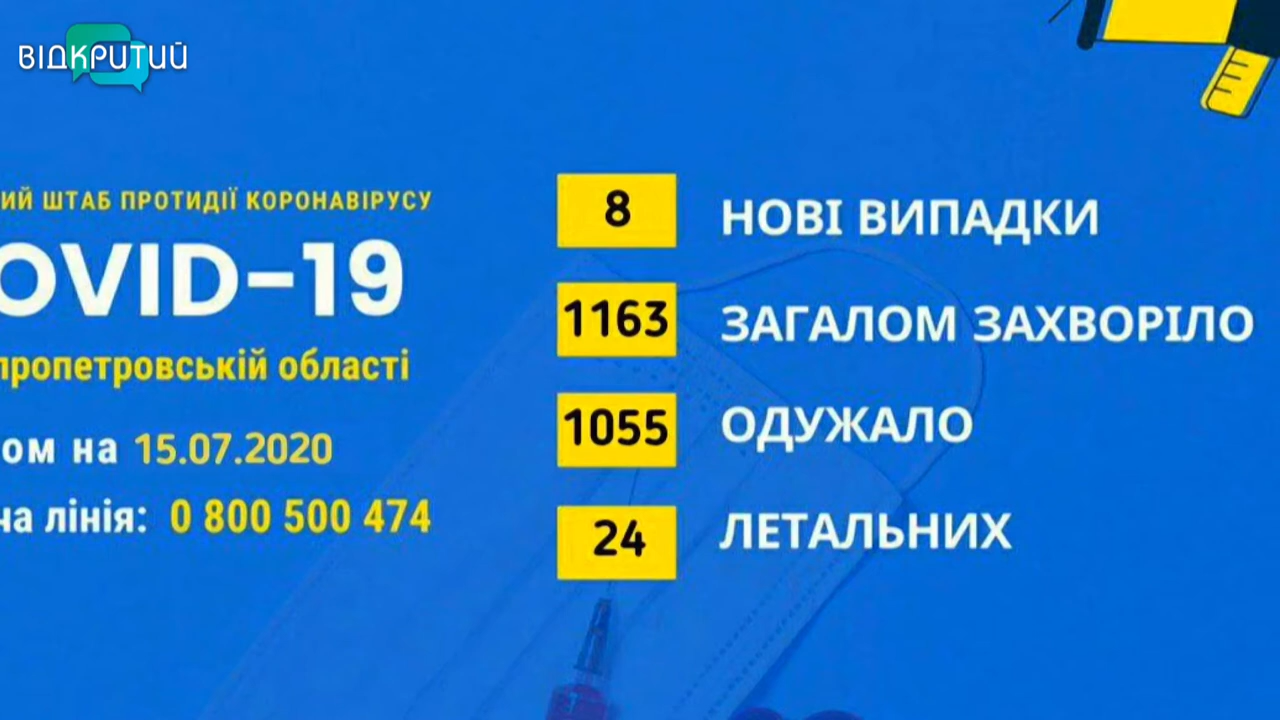 ВІДКРИТИЙ
ИЙ ШТАБ ПРОТИДІЇ КОРОНАВІРУСУ
OVID-19
пропетровській області
ом на 15.07.2020
на лінія: 0 800 500 474
8 НОВІ ВИПАДКИ
1163 ЗАГАЛОМ ЗАХВОРІЛО
1055 ОДУЖАЛО
24 ЛЕТАЛЬНИХ